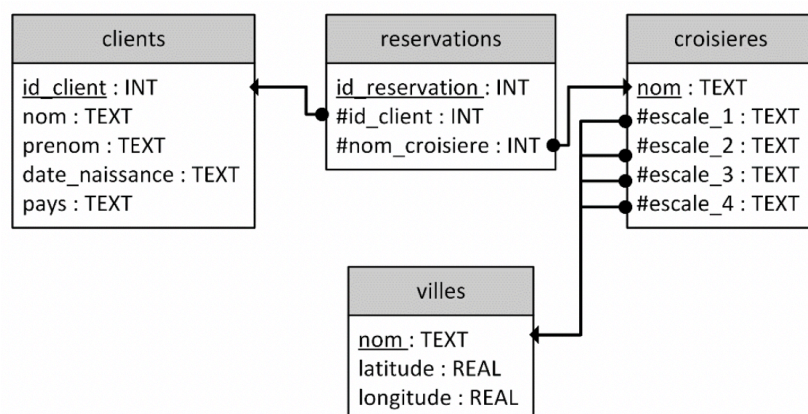 clients
id_client : INT
nom : TEXT
prenom : TEXT
date_naissance : TEXT
pays : TEXT
reservations
id_reservation : INT
#id_client : INT
#nom_croisiere : INT
croisieres
nom : TEXT
#escale_1 : TEXT
#escale_2 : TEXT
#escale_3 : TEXT
#escale_4 : TEXT
villes
nom : TEXT
latitude : REAL
longitude : REAL